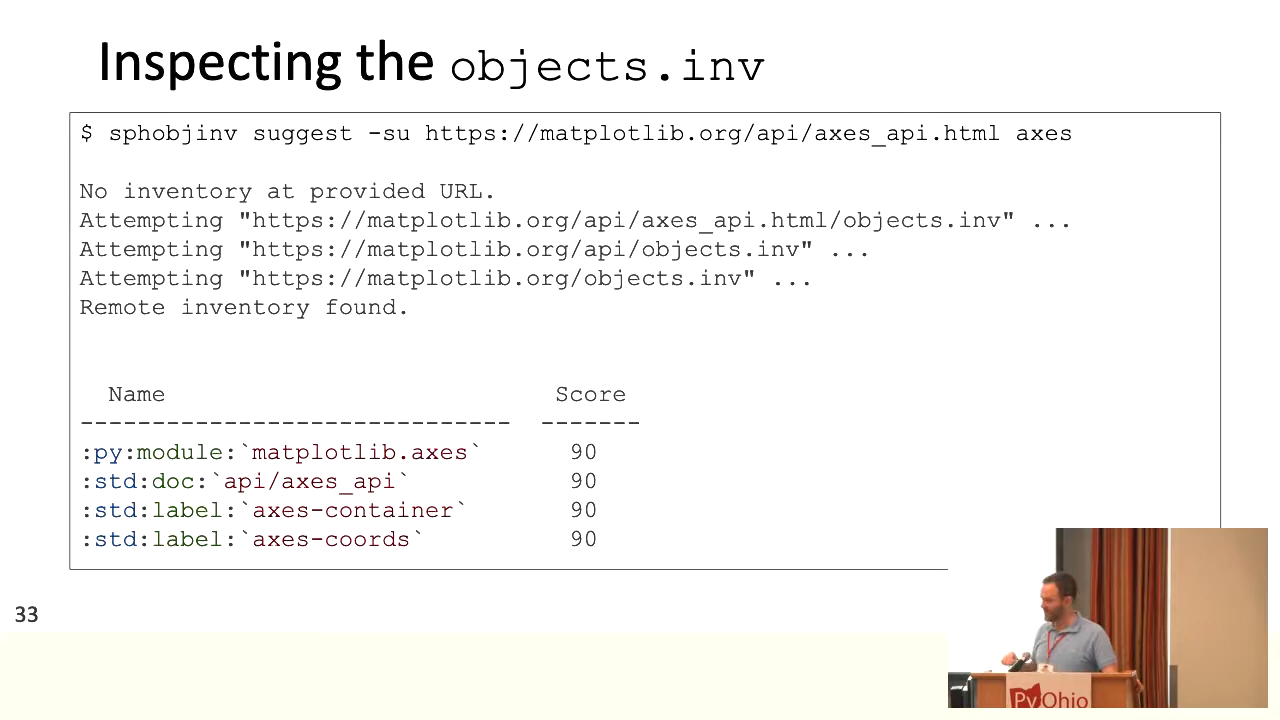 Inspecting the objects.inv
$ sphobjinv suggest -su https://matplotlib.org/api/axes_api.html axes
No inventory at provided URL.
Attempting "https://matplotlib.org/api/axes_api.html/objects.inv" ...
Attempting "https://matplotlib.org/api/objects.inv" ...
Attempting "https://matplotlib.org/objects.inv" ...
Remote inventory found.
Name Score
------------------------------ -------
:py:module:`matplotlib.axes` 90
:std:doc:`api/axes_api` 90
:std:label:`axes-container` 90
:std:label:`axes-coords` 90
33
PyOhio